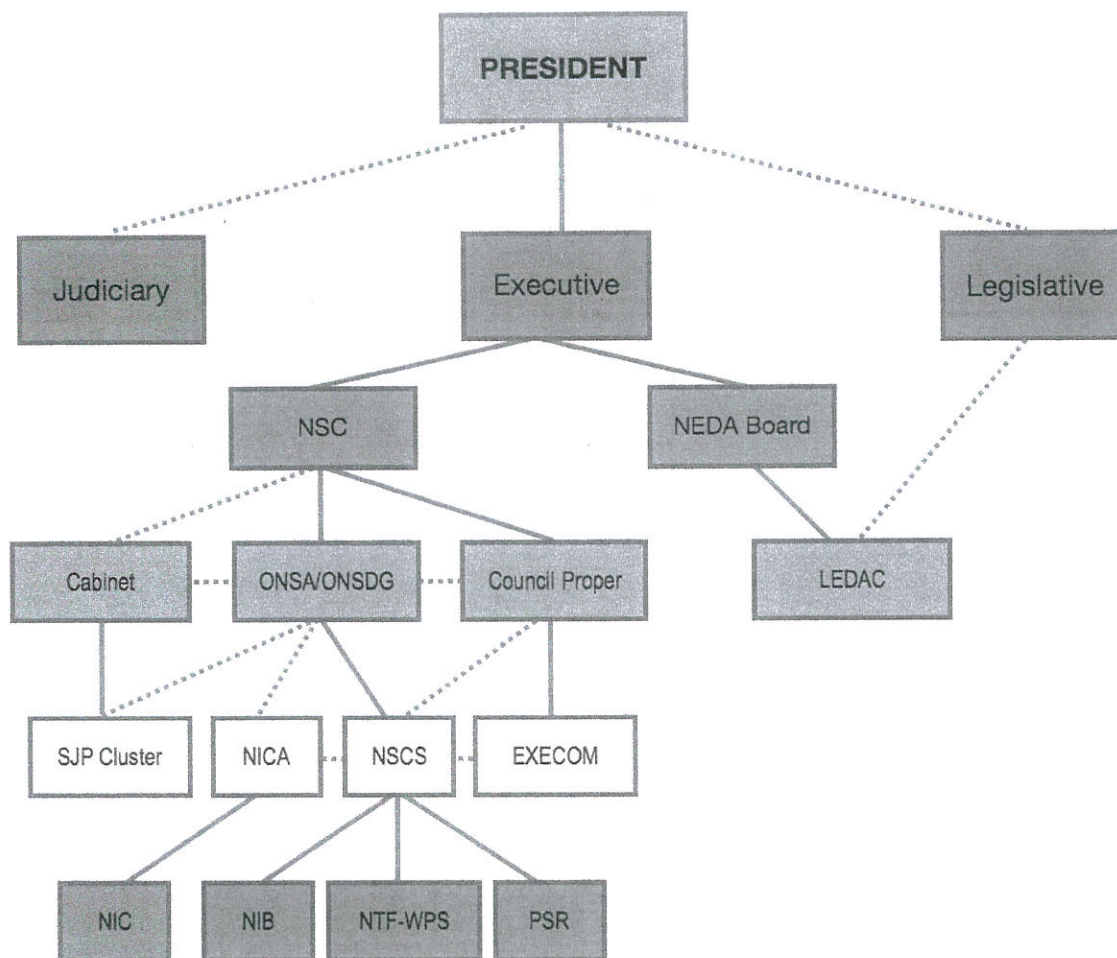 PRESIDENT
Judiciary
Executive
Legislative
NSC
NEDA Board
Cabinet
ONSA/ONSDG
Council Proper
LEDAC
SJP Cluster
NICA
NSCS
EXECOM
NIC
NIB
NTF-WPS
PSR